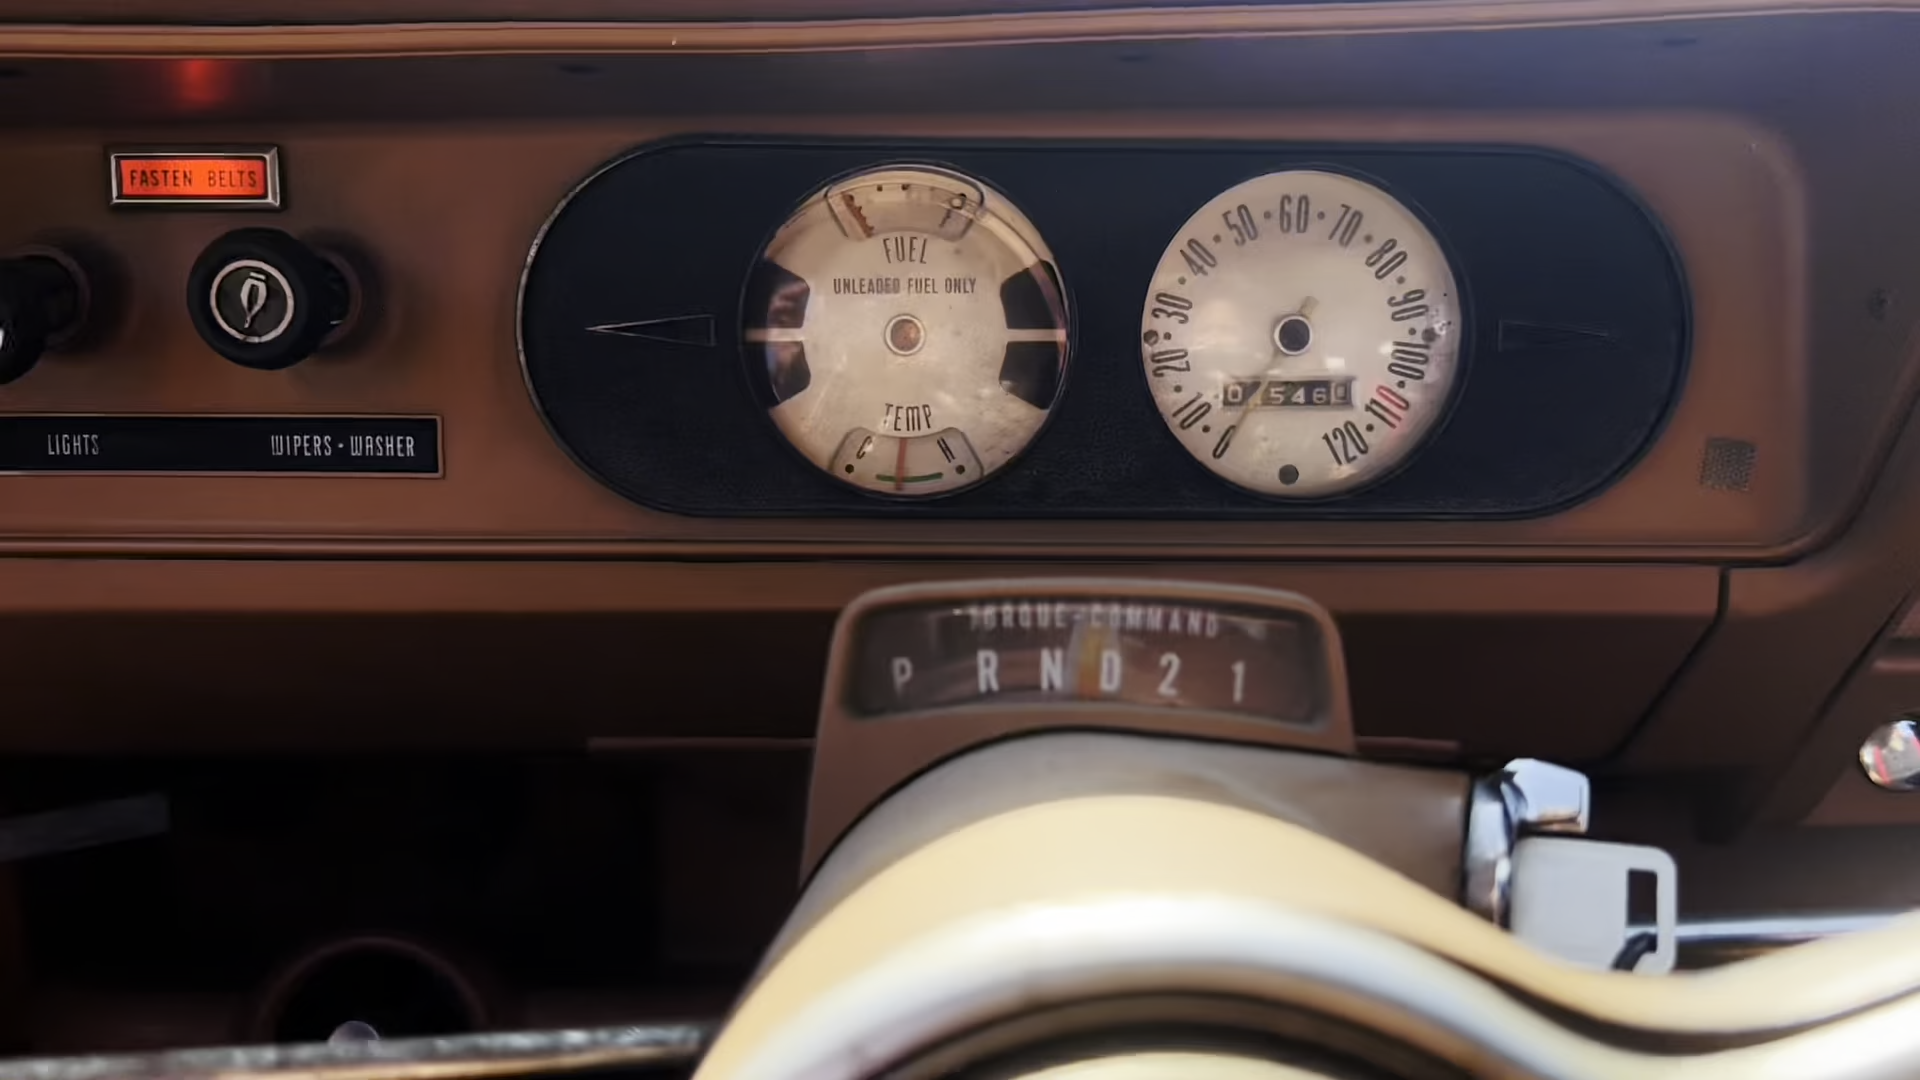 FASTEN BELTS
LIGHTS
WIPERS - WASHER
FUEL
UNLEADED FUEL ONLY
TEMP
C H
0 10 20 30 40 50 60 70 80 90 100 110 120
TORQUE-COMMAND
P R N D 2 1